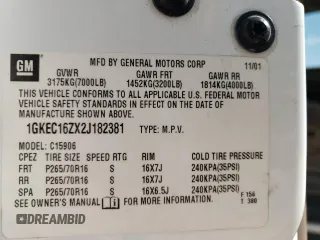 GM
MFD BY GENERAL MOTORS CORP 11/01
GVWR GAWR FRT GAWR RR
3175KG(7000LB) 1452KG(3200LB) 1814KG(4000LB)
THIS VEHICLE CONFORMS TO ALL APPLICABLE U.S. FEDERAL MOTOR
VEHICLE SAFETY STANDARDS IN EFFECT ON THE DATE OF
MANUFACTURE SHOWN ABOVE.
1GKEC16ZX2J182381 TYPE: M.P.V.
MODEL: C15906
CPEZ TIRE SIZE SPEED RTG RIM COLD TIRE PRESSURE
FRT P265/70R16 S 16X7J 240KPA(35PSI)
RR P265/70R16 S 16X7J 240KPA(35PSI)
SPA P265/70R16 S 16X6.5J 240KPA(35PSI)
SEE OWNER'S MANUAL FOR MORE INFORMATION. F 156
T 380
DEALERSBID.COM